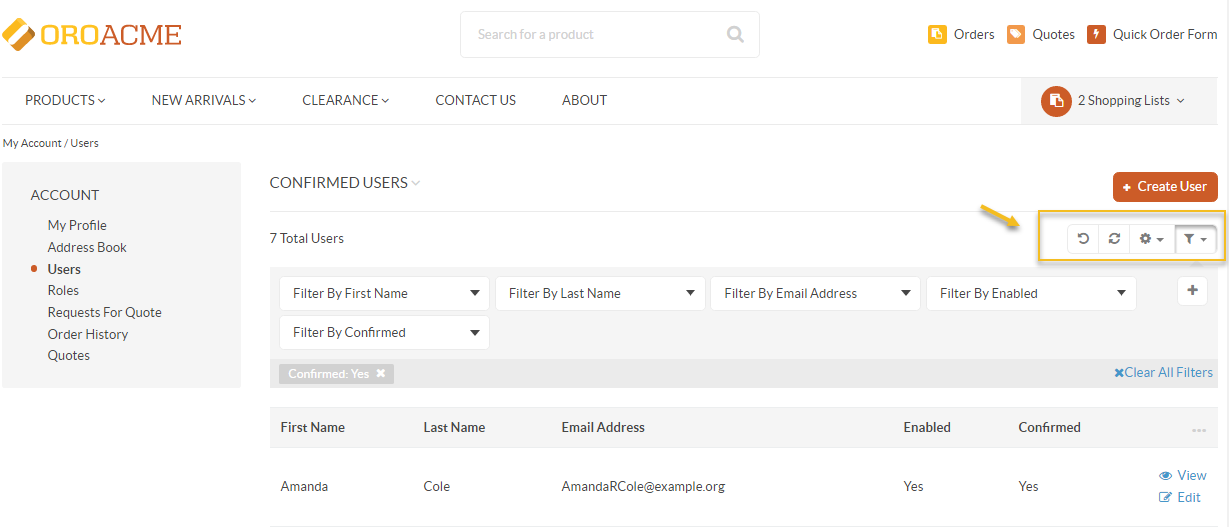 OROACME
Search for a product
Orders
Quotes
Quick Order Form
PRODUCTS
NEW ARRIVALS
CLEARANCE
CONTACT US
ABOUT
2 Shopping Lists
My Account / Users
ACCOUNT
My Profile
Address Book
Users
Roles
Requests For Quote
Order History
Quotes
CONFIRMED USERS
+ Create User
7 Total Users
Filter By First Name
Filter By Last Name
Filter By Email Address
Filter By Enabled
Filter By Confirmed
Confirmed: Yes
Clear All Filters
First Name Last Name Email Address Enabled Confirmed ...
Amanda Cole AmandaRCole@example.org Yes Yes
View
Edit